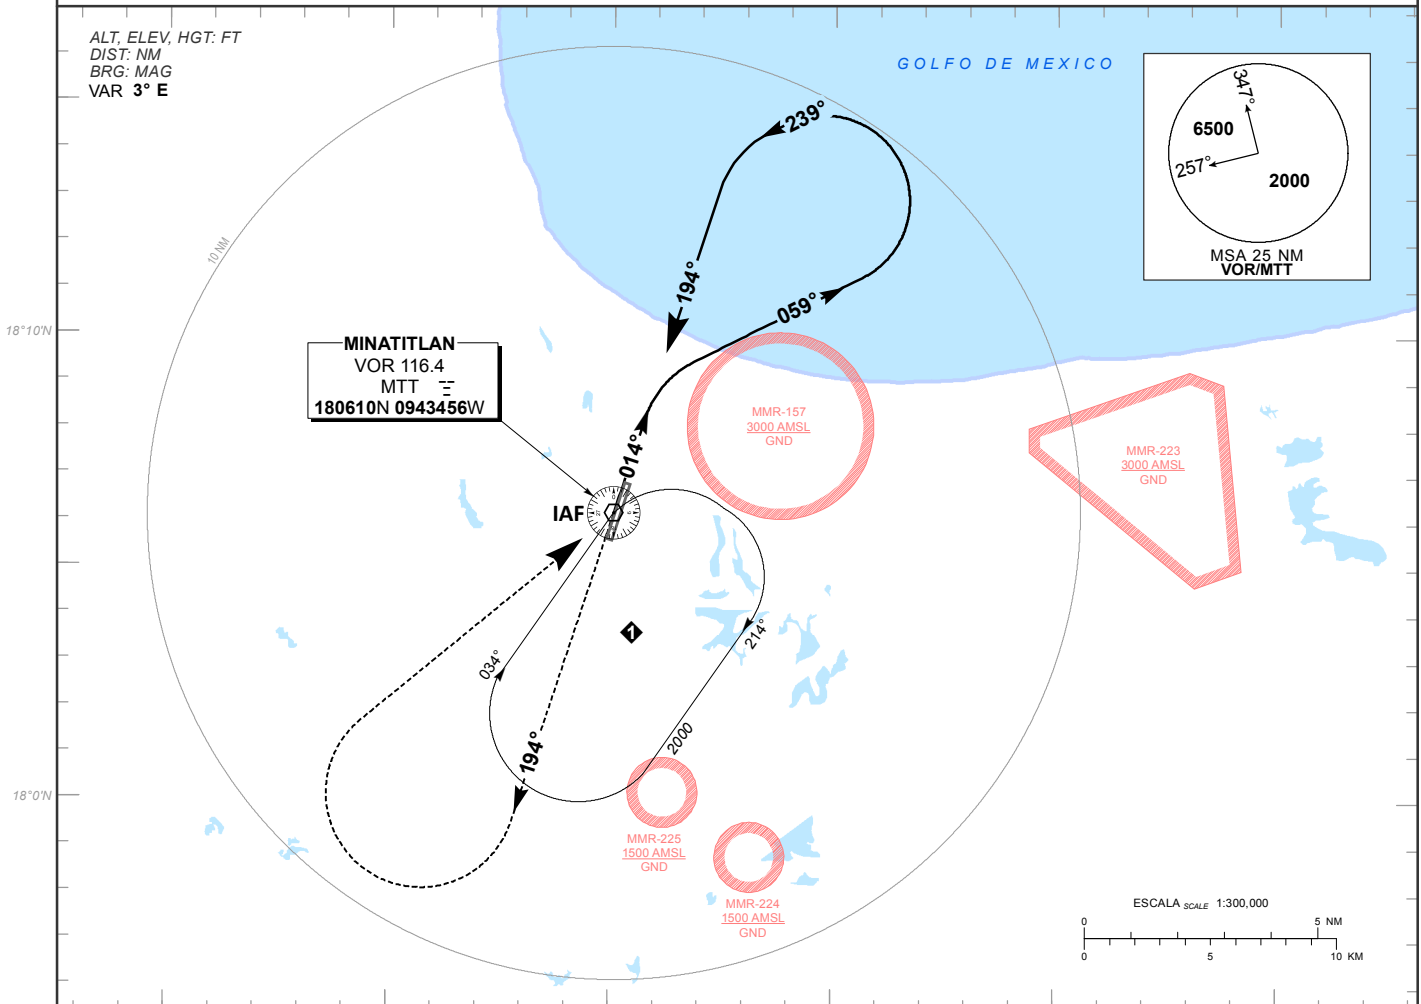 ALT, ELEV, HGT: FT
DIST: NM
BRG: MAG
VAR 3° E
GOLFO DE MEXICO
347°
6500
257°
2000
MSA 25 NM
VOR/MTT
239°
10 NM
194°
059°
18°10'N
MINATITLAN
VOR 116.4
MTT
180610N 0943456W
MMR-157
3000 AMSL
GND
MMR-223
3000 AMSL
GND
014°
IAF
1
214°
034°
2000
194°
18°0'N
MMR-225
1500 AMSL
GND
MMR-224
1500 AMSL
GND
ESCALA SCALE 1:300,000
0 5 NM
0 5 10 KM